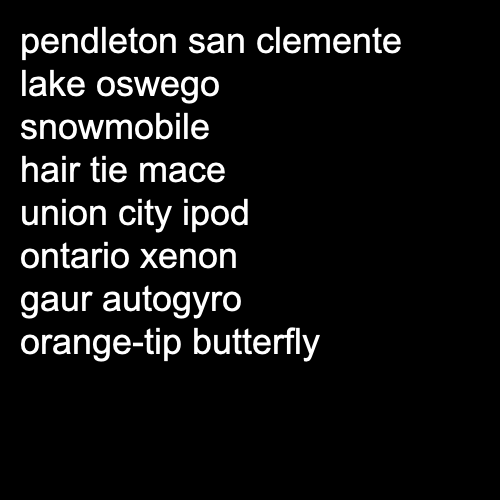 pendleton san clemente
lake oswego
snowmobile
hair tie mace
union city ipod
ontario xenon
gaur autogyro
orange-tip butterfly